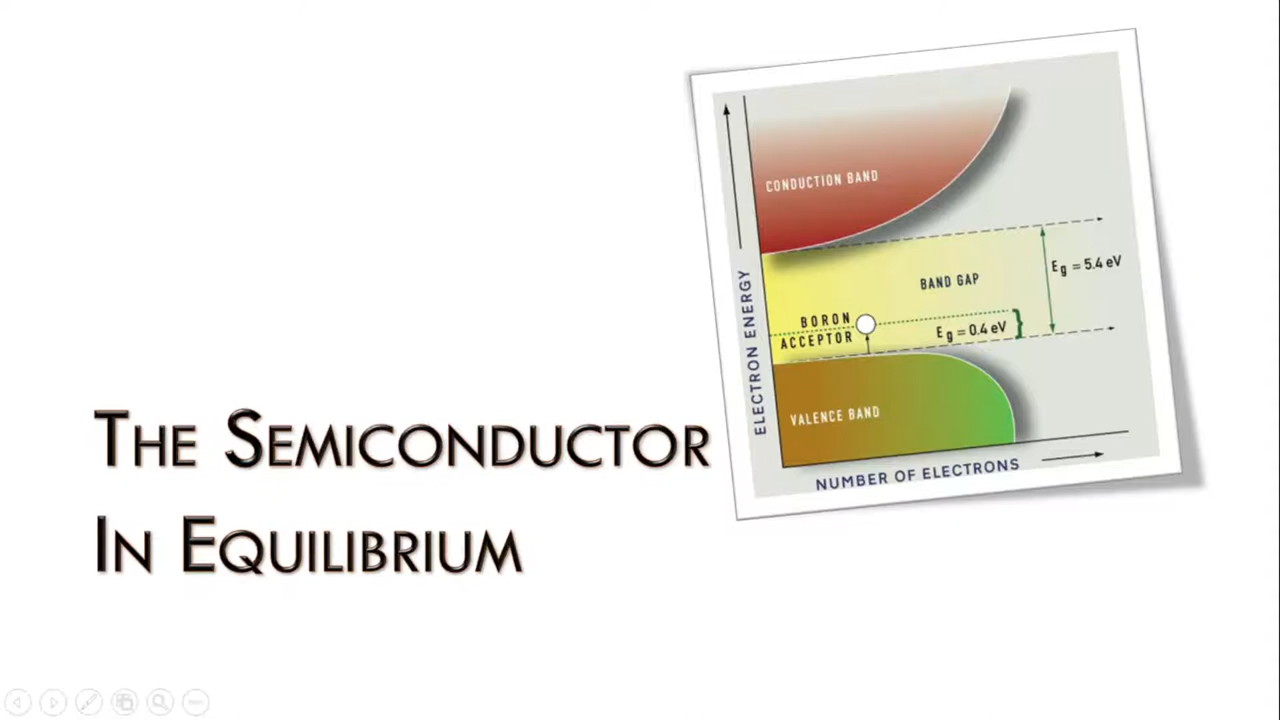 THE SEMICONDUCTOR
IN EQUILIBRIUM
CONDUCTION BAND
BAND GAP
Eg = 5.4 eV
BORON
ACCEPTOR
Eg = 0.4 eV
VALENCE BAND
ELECTRON ENERGY
NUMBER OF ELECTRONS